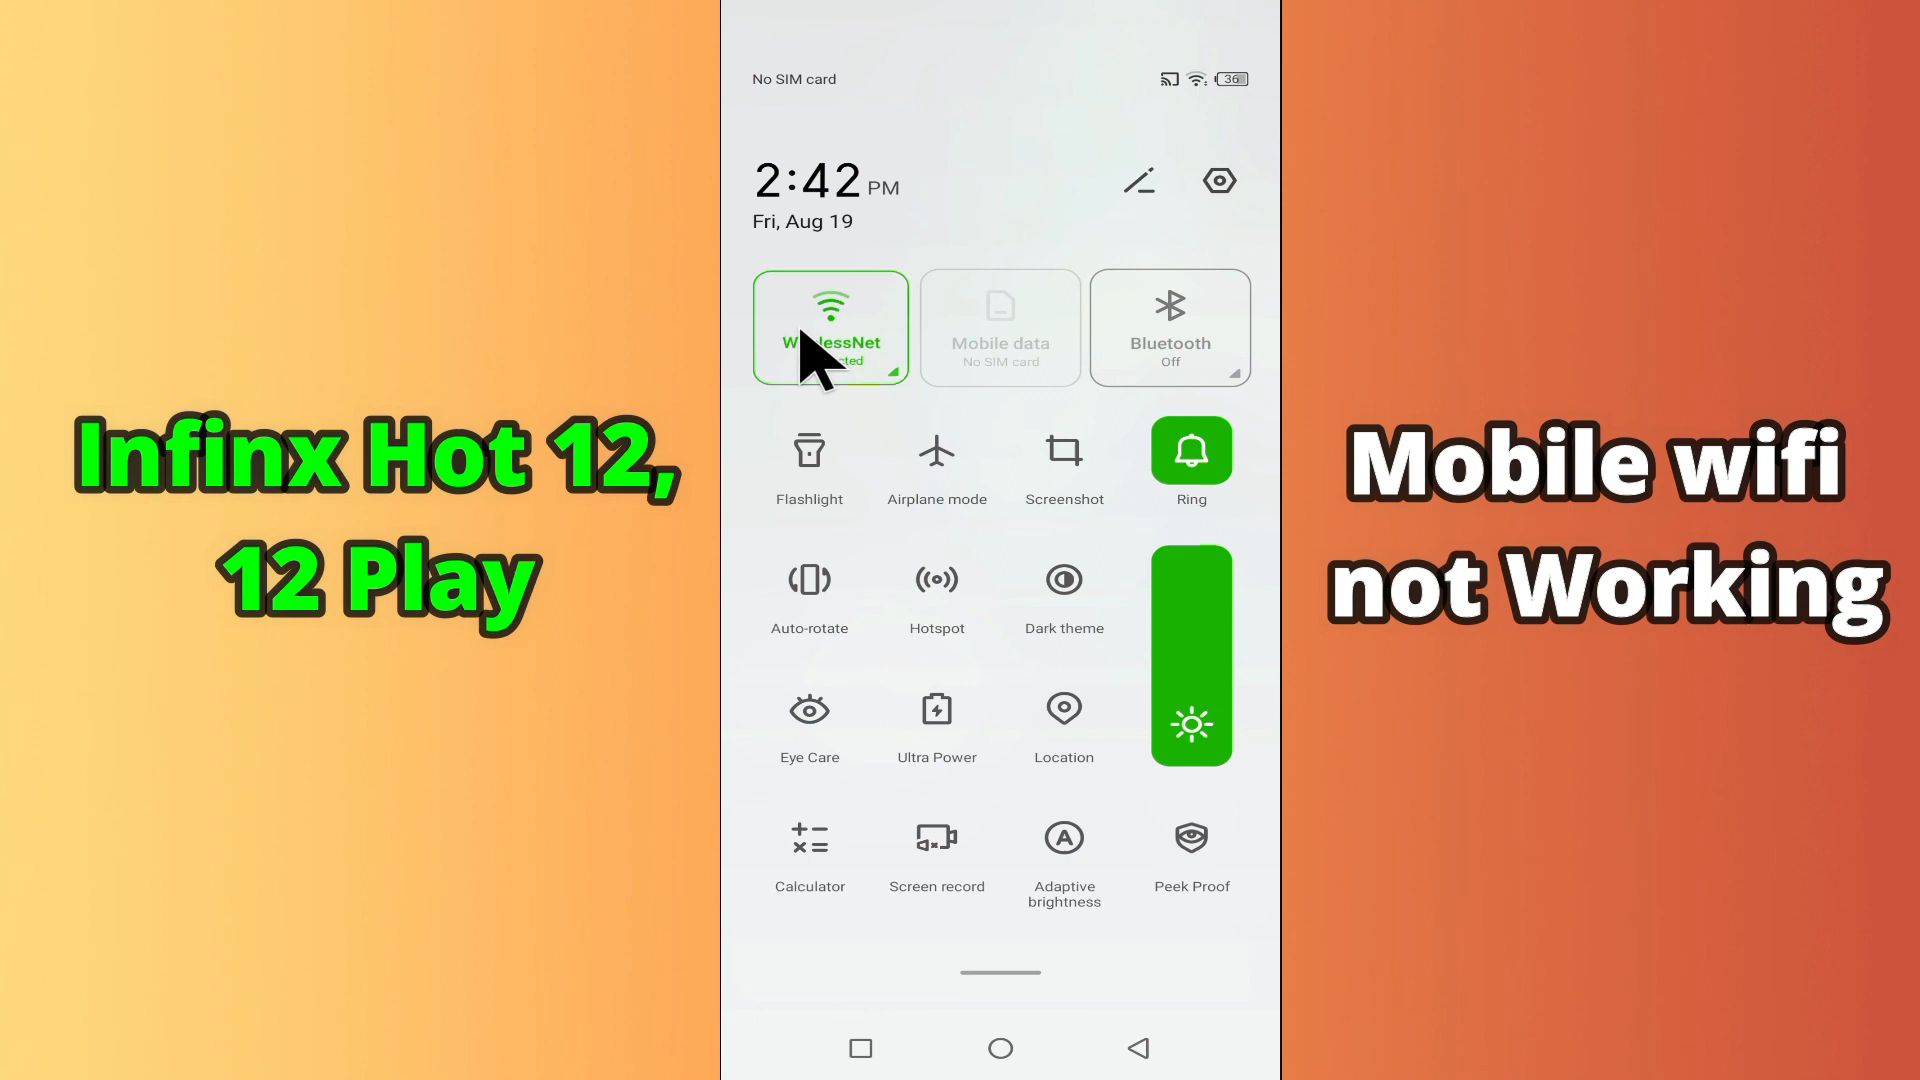 No SIM card
36
2:42 PM
Fri, Aug 19
Mobile data
No SIM card
Bluetooth
Off
Infinx Hot 12,
12 Play
Mobile wifi
not Working
Flashlight
Airplane mode
Screenshot
Ring
Auto-rotate
Hotspot
Dark theme
Eye Care
Ultra Power
Location
Calculator
Screen record
Adaptive
brightness
Peek Proof